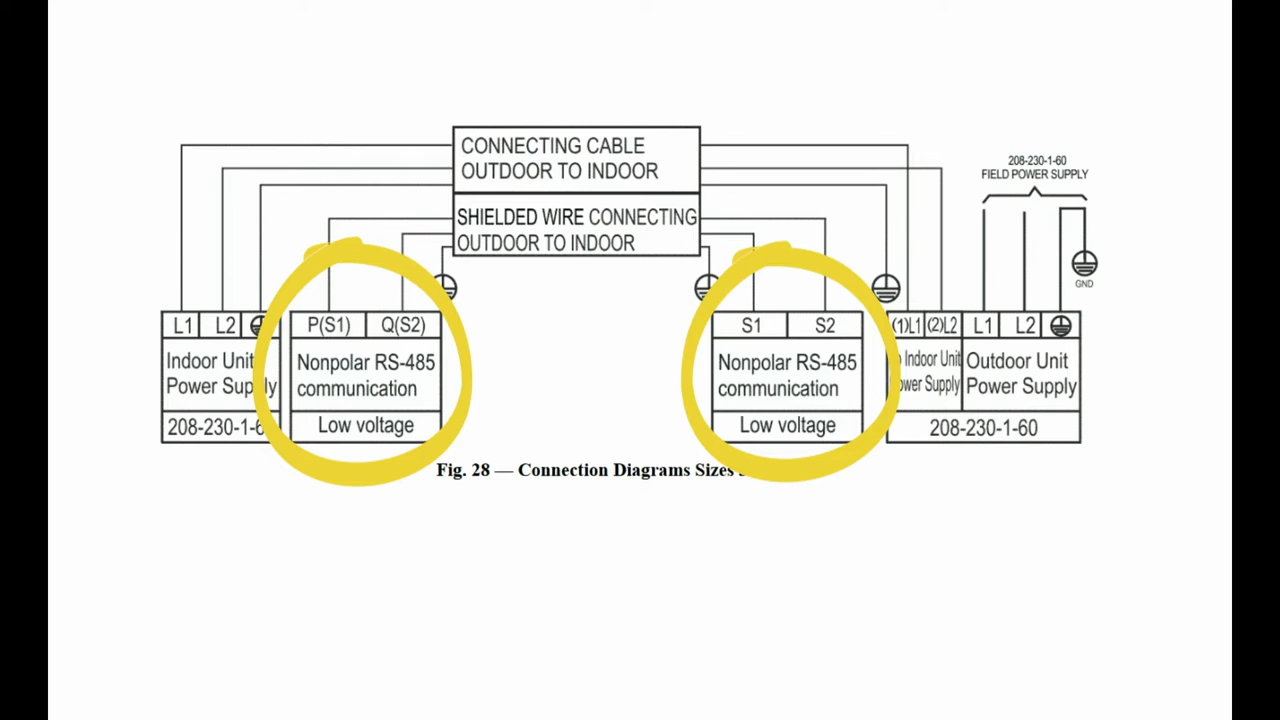 CONNECTING CABLE
OUTDOOR TO INDOOR
SHIELDED WIRE CONNECTING
OUTDOOR TO INDOOR
208-230-1-60
FIELD POWER SUPPLY
GND
L1 L2
Indoor Unit
Power Supply
208-230-1-6
P(S1) Q(S2)
Nonpolar RS-485
communication
Low voltage
S1 S2
Nonpolar RS-485
communication
Low voltage
(1)L1 (2)L2
Indoor Unit
Power Supply
L1 L2
Outdoor Unit
Power Supply
208-230-1-60
Fig. 28 — Connection Diagrams Sizes